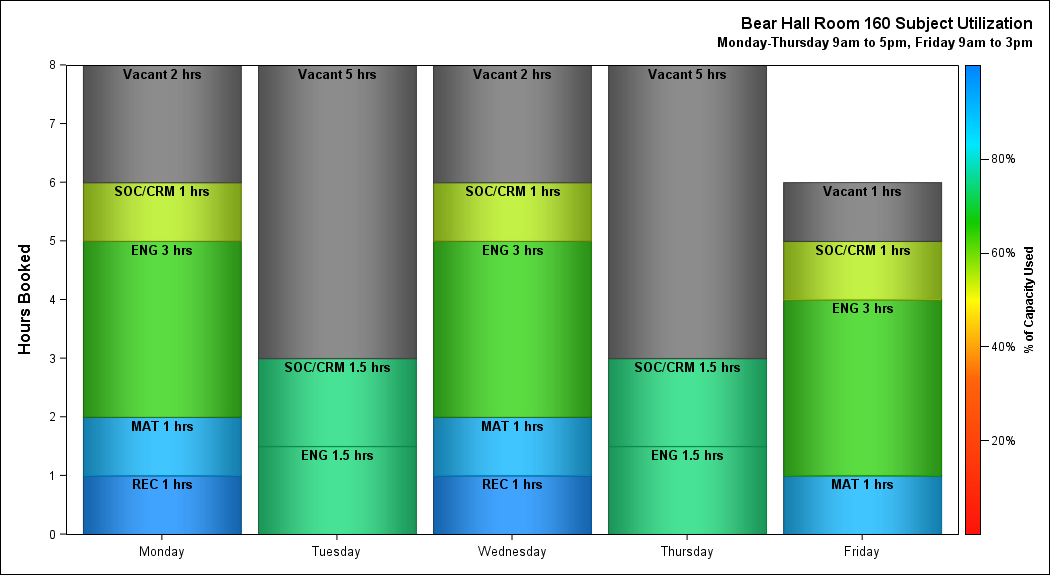 Bear Hall Room 160 Subject Utilization
Monday-Thursday 9am to 5pm, Friday 9am to 3pm
Hours Booked
8
7
6
5
4
3
2
1
0
Vacant 2 hrs
SOC/CRM 1 hrs
ENG 3 hrs
MAT 1 hrs
REC 1 hrs
Monday
Vacant 5 hrs
SOC/CRM 1.5 hrs
ENG 1.5 hrs
Tuesday
Vacant 2 hrs
SOC/CRM 1 hrs
ENG 3 hrs
MAT 1 hrs
REC 1 hrs
Wednesday
Vacant 5 hrs
SOC/CRM 1.5 hrs
ENG 1.5 hrs
Thursday
Vacant 1 hrs
SOC/CRM 1 hrs
ENG 3 hrs
MAT 1 hrs
Friday
80%
60%
40%
20%
% of Capacity Used